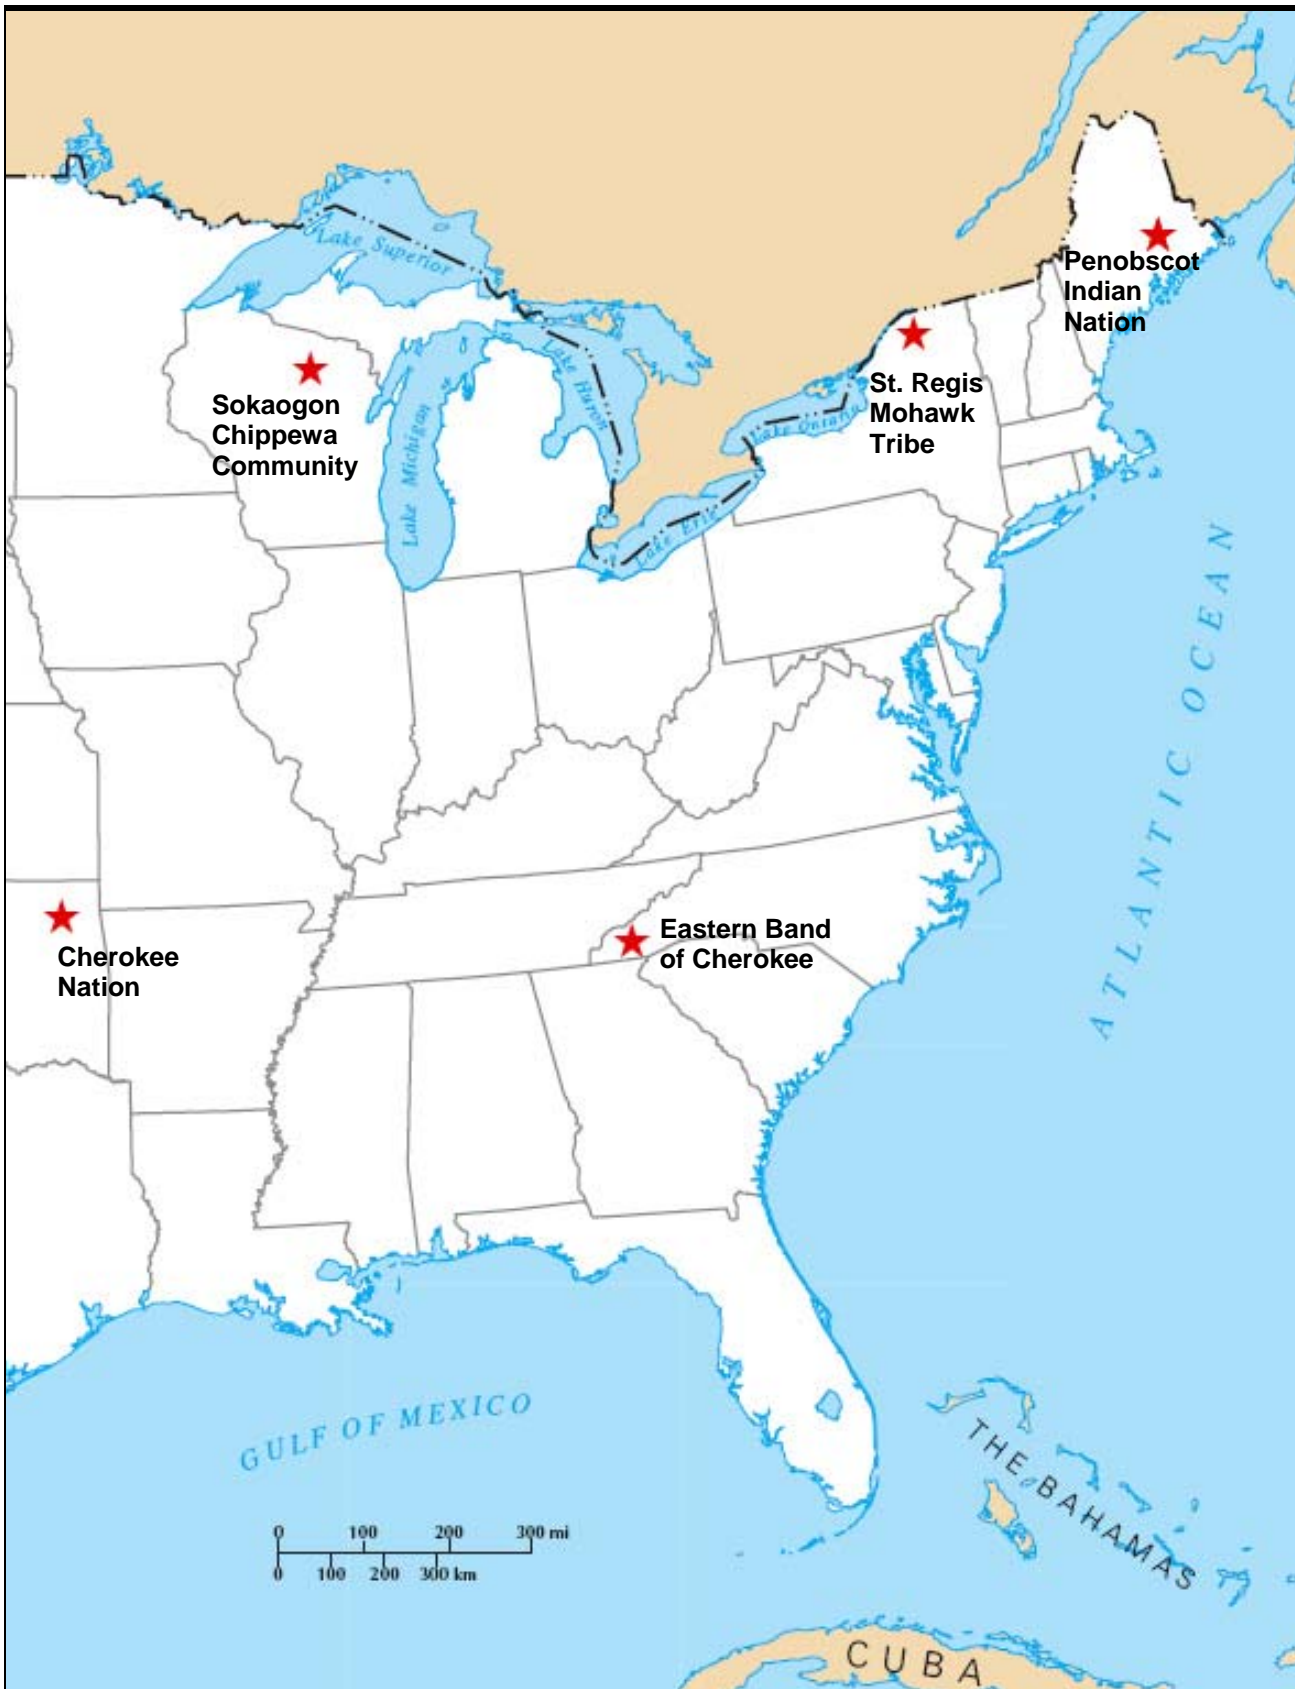 Lake Superior
Penobscot
Indian
Nation
Lake Huron
St. Regis
Mohawk
Tribe
Sokaogon
Chippewa
Community
Lake Michigan
Lake Ontario
Lake Erie
ATLANTIC OCEAN
Eastern Band
of Cherokee
Cherokee
Nation
GULF OF MEXICO
THE BAHAMAS
0 100 200 300 mi
0 100 200 300 km
CUBA